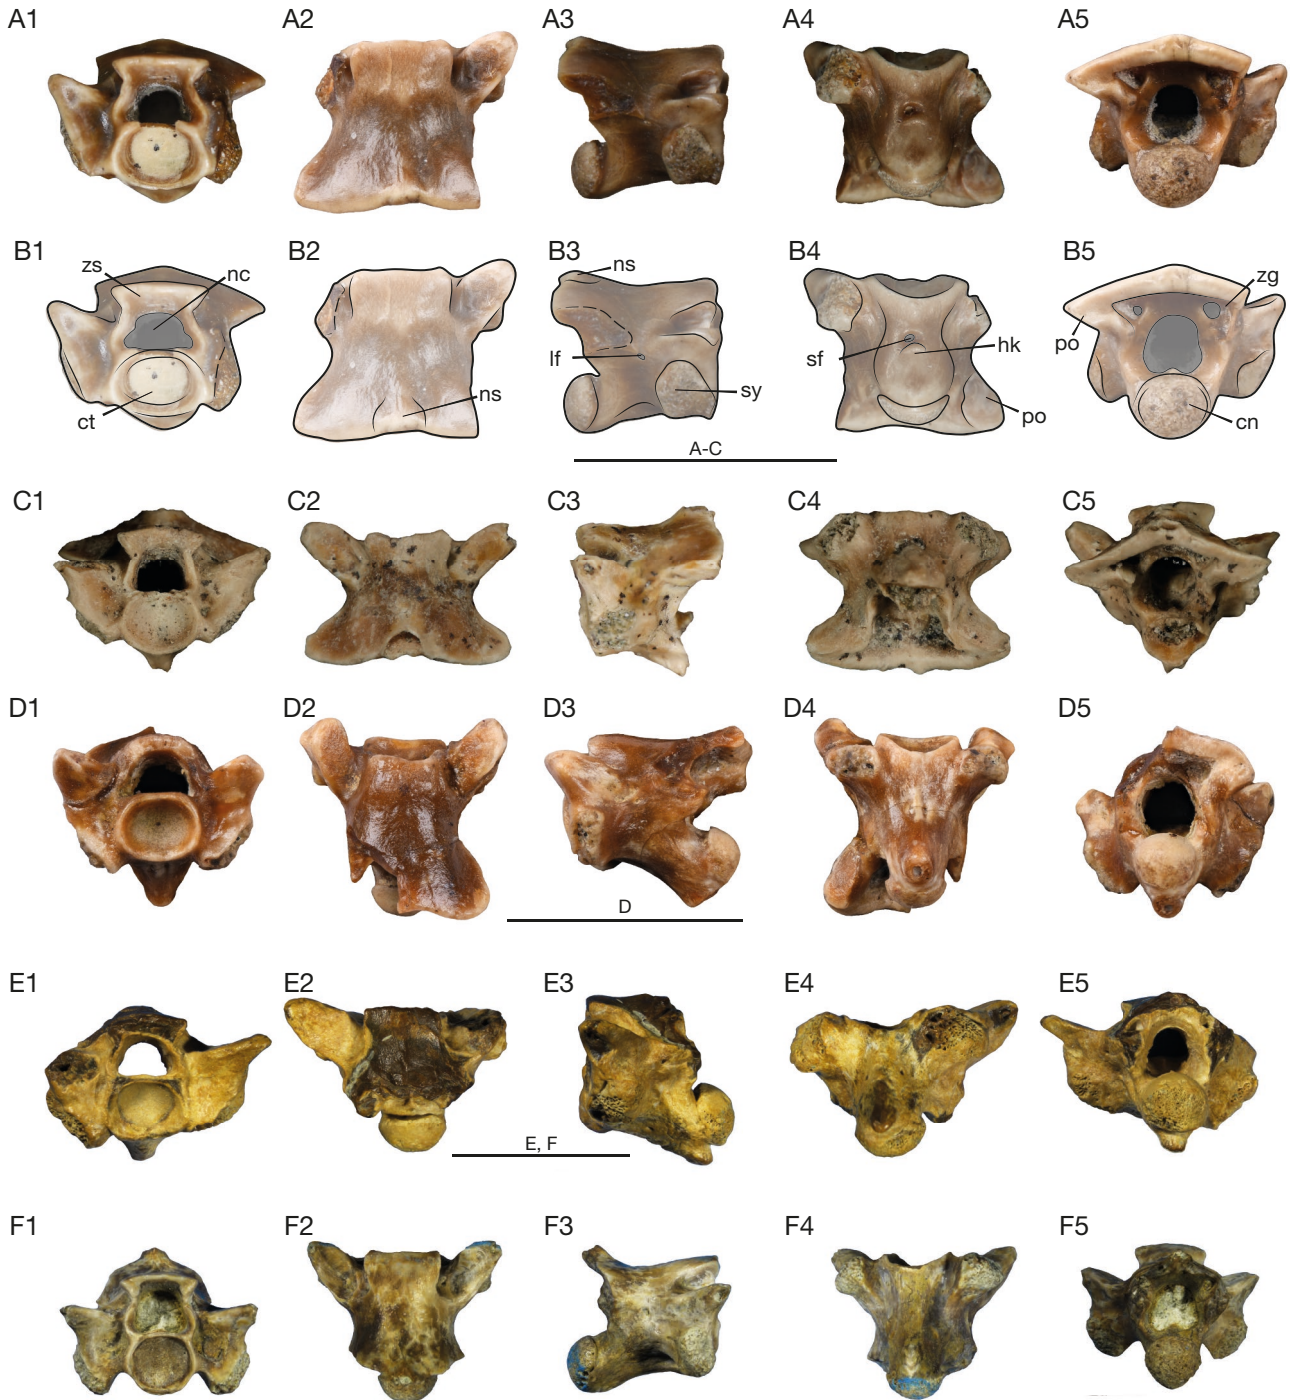 A1 A2 A3 A4 A5
B1 B2 B3 B4 B5
zs nc ns zg
lf sf hk po
ct ns sy po cn
A-C
C1 C2 C3 C4 C5
D1 D2 D3 D4 D5
D
E1 E2 E3 E4 E5
E, F
F1 F2 F3 F4 F5